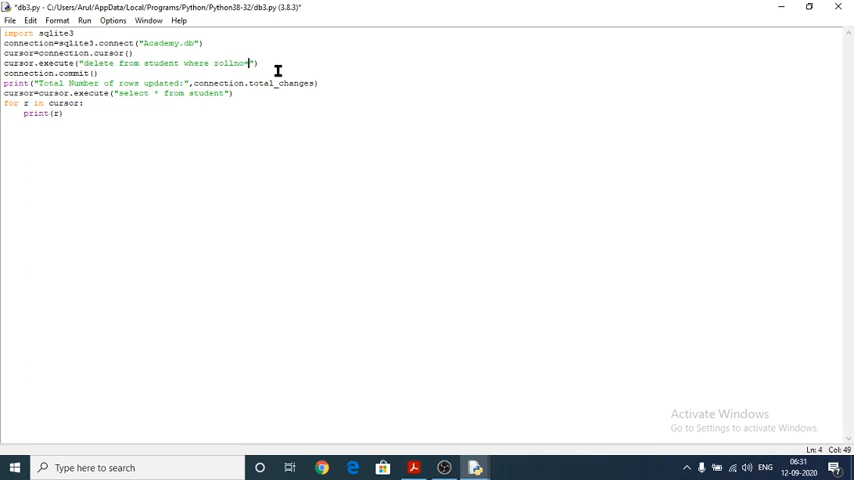 *db3.py - C:/Users/Arul/AppData/Local/Programs/Python/Python38-32/db3.py (3.8.3)*
File Edit Format Run Options Window Help
import sqlite3
connection=sqlite3.connect("Academy.db")
cursor=connection.cursor()
cursor.execute("delete from student where rollno=")
connection.commit()
print("Total Number of rows updated:",connection.total_changes)
cursor=cursor.execute("select * from student")
for r in cursor:
    print(r)
Activate Windows
Go to Settings to activate Windows.
Ln: 4 Col: 49
Type here to search
ENG
06:31
12-09-2020